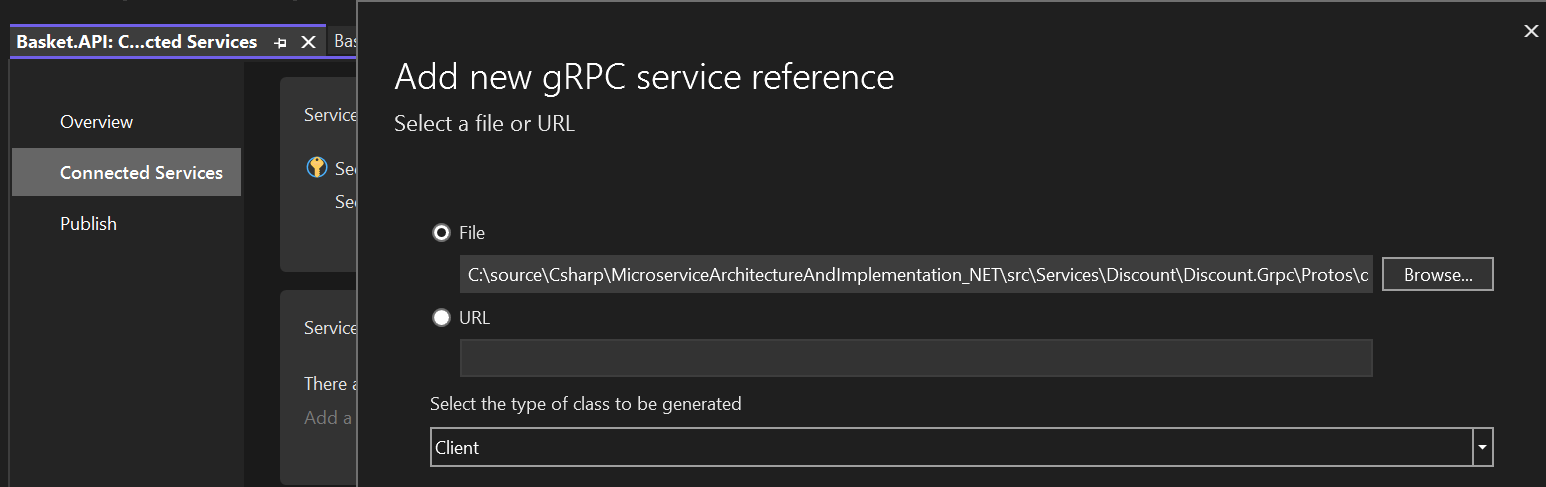 Basket.API: C...cted Services
Bas
Add new gRPC service reference
Select a file or URL
Overview
Connected Services
Publish
Service
Sec
Sec
Service
There a
Add a
File
C:\source\Csharp\MicroserviceArchitectureAndImplementation_NET\src\Services\Discount\Discount.Grpc\Protos\c
Browse...
URL
Select the type of class to be generated
Client